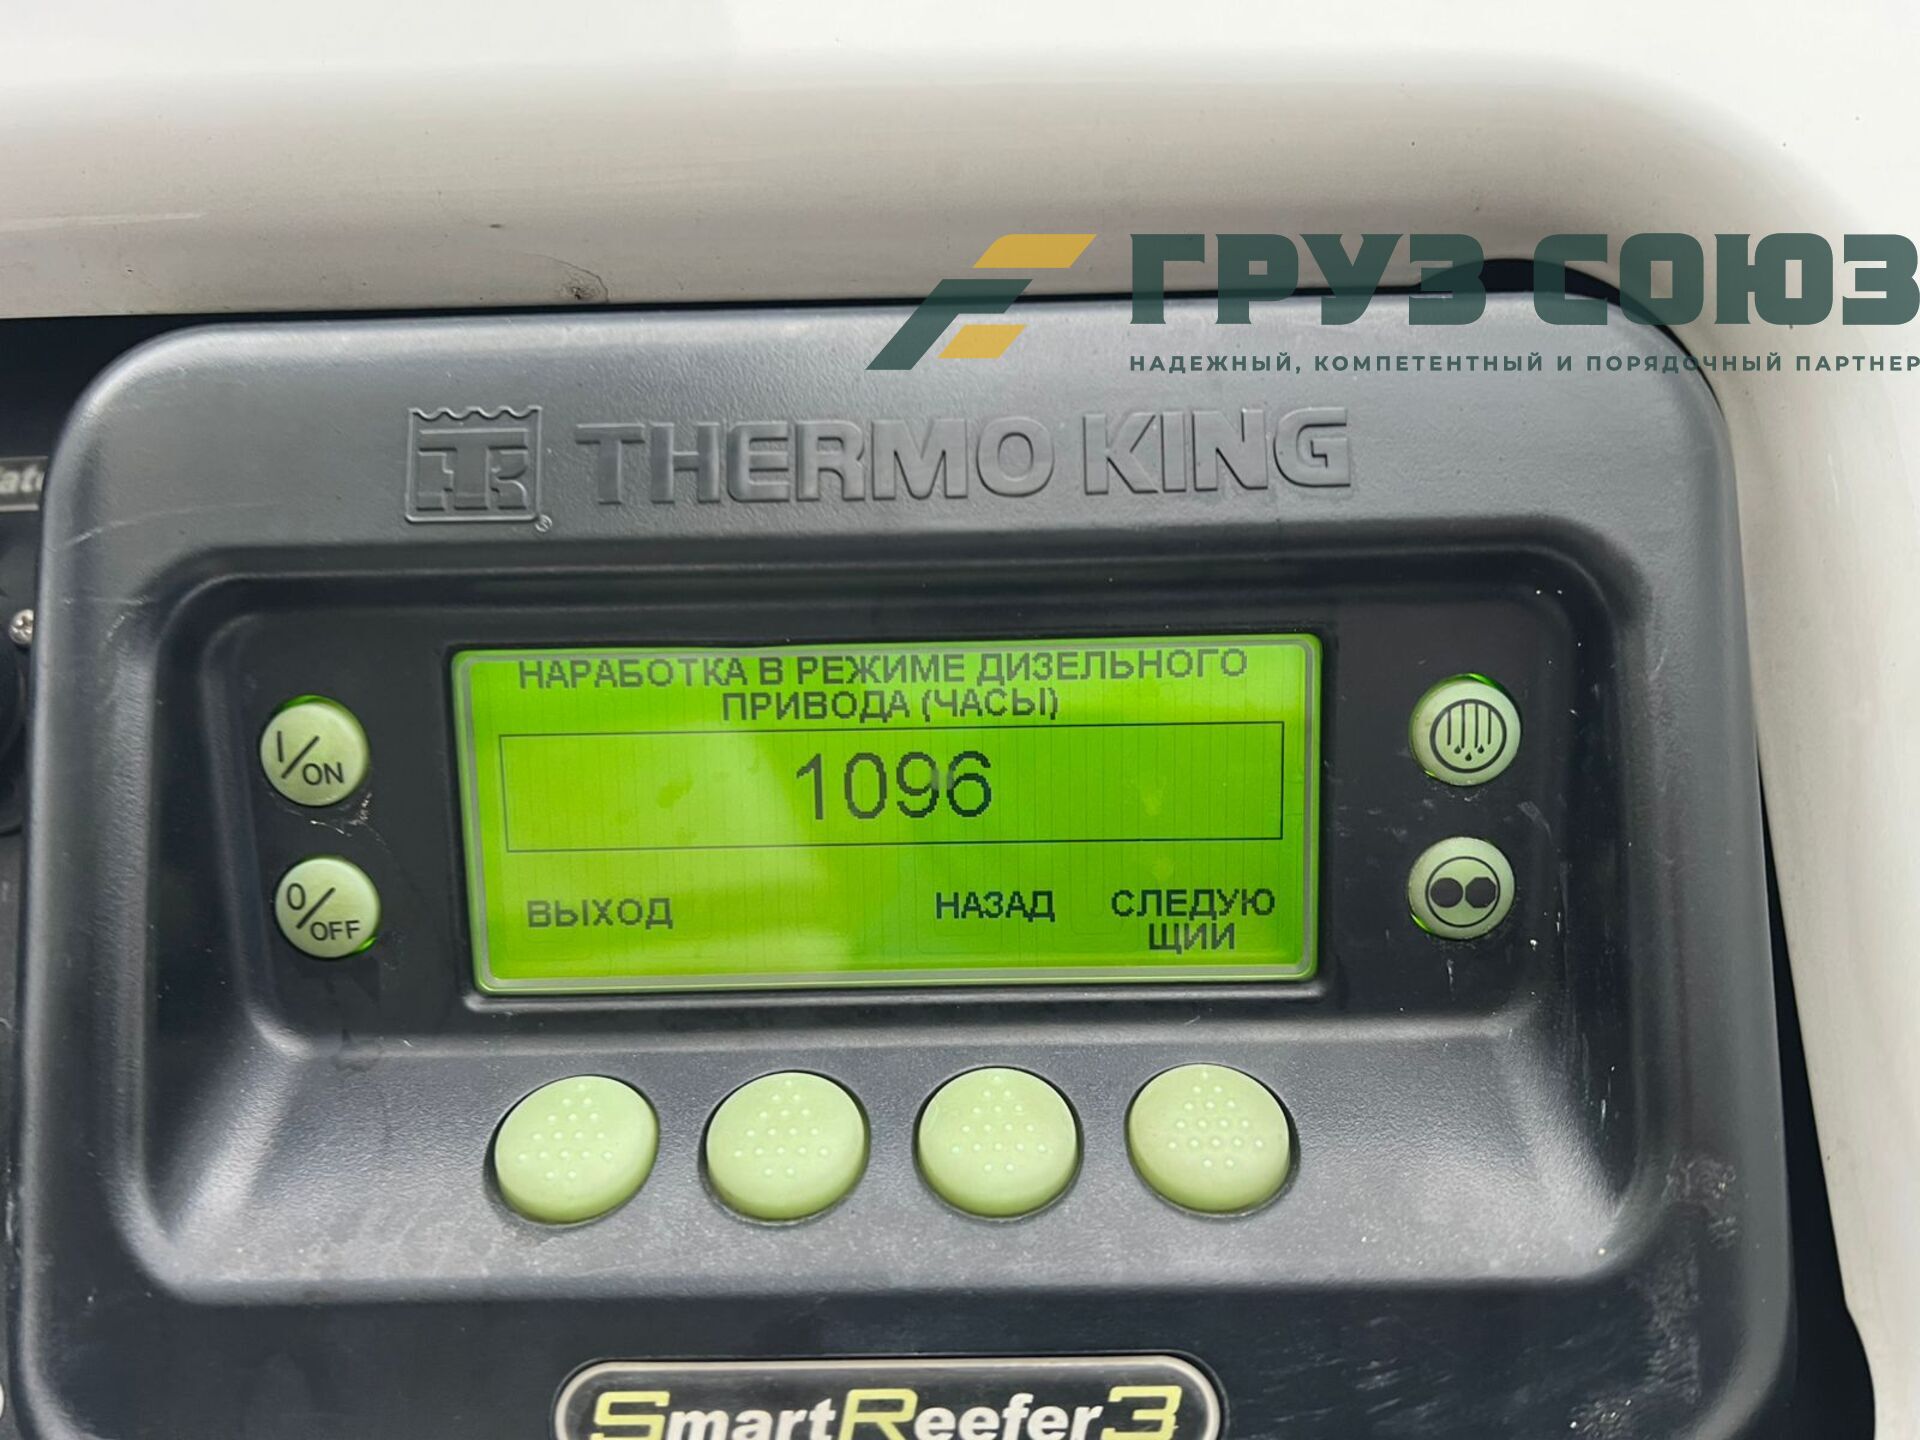 ГРУЗ СОЮЗ
НАДЕЖНЫЙ, КОМПЕТЕНТНЫЙ И ПОРЯДОЧНЫЙ ПАРТНЕР
THERMO KING
®
НАРАБОТКА В РЕЖИМЕ ДИЗЕЛЬНОГО
ПРИВОДА (ЧАСЫ)
1096
I/ON
0/OFF
ВЫХОД
НАЗАД
СЛЕДУЮ
ЩИЙ
SmartReefer3